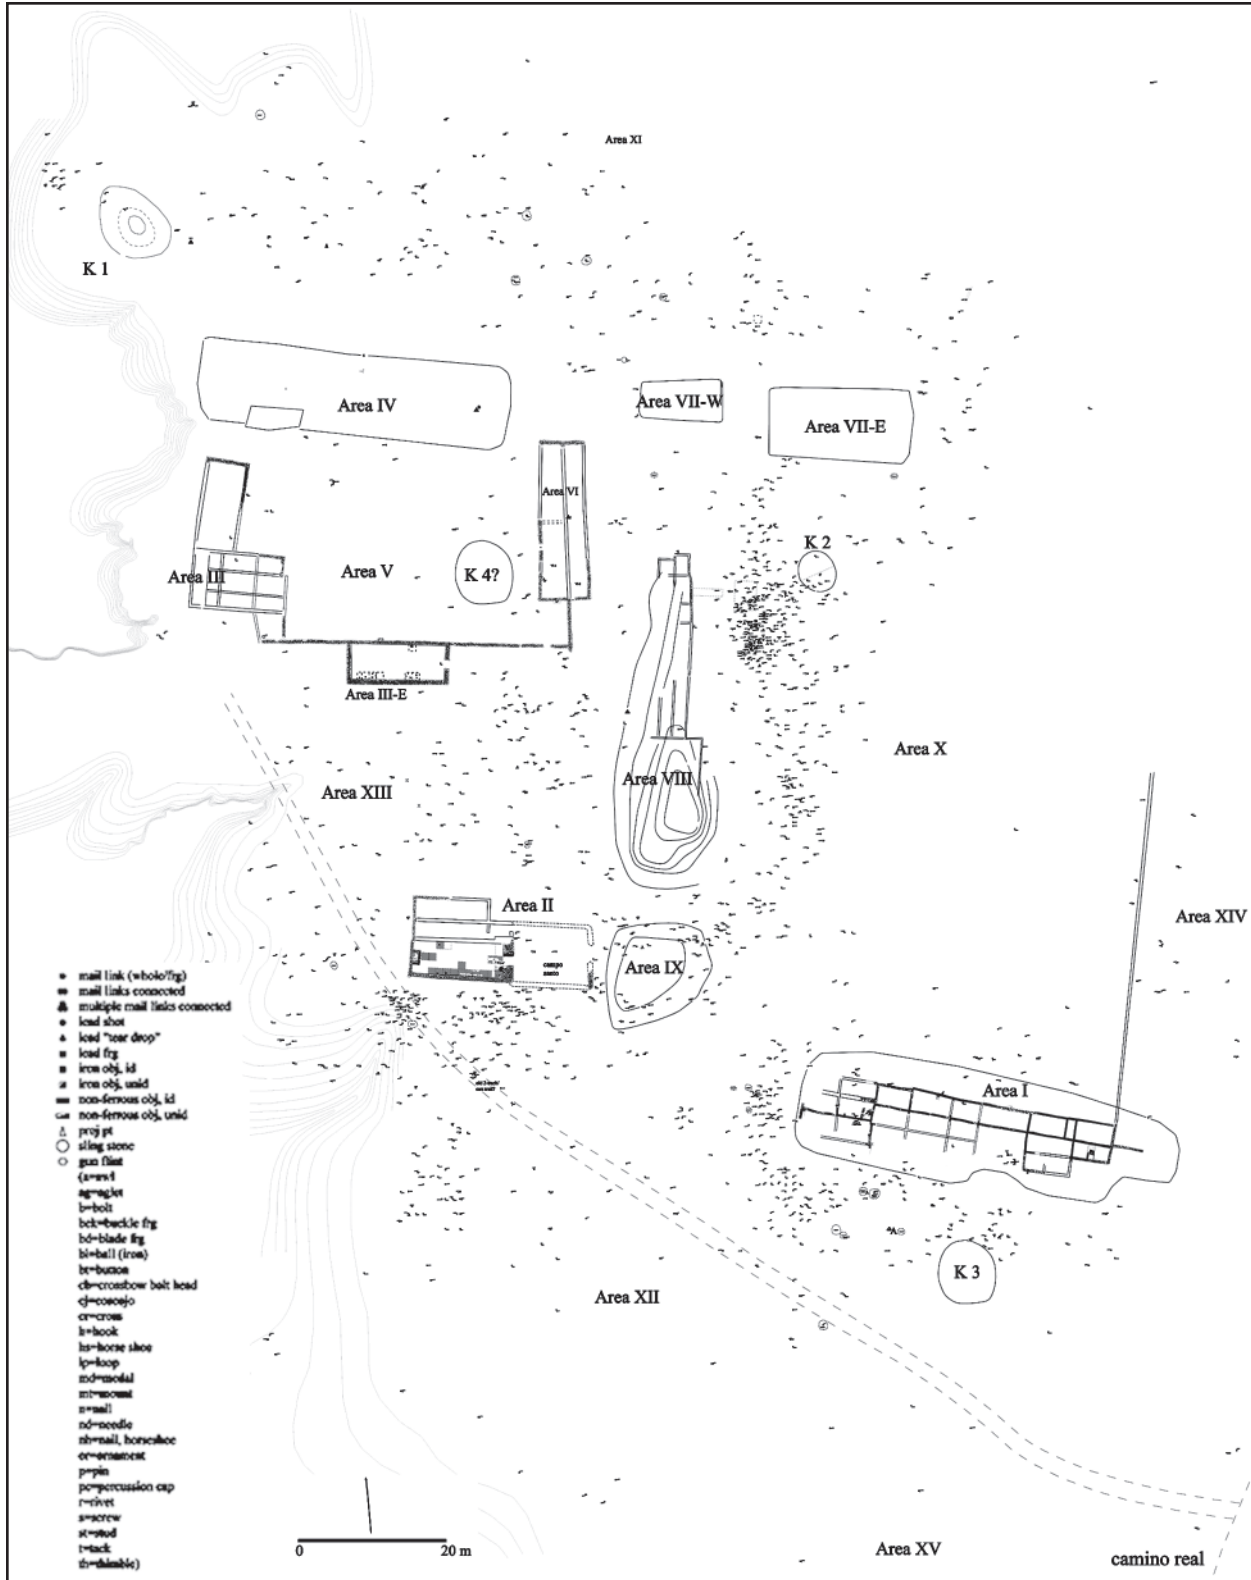 Area XI
K 1
Area IV
Area VII-W
Area VII-E
Area VI
K 2
Area III
Area V
K 4?
Area III-E
Area X
Area VIII
Area XIII
Area II
Area XIV
campo
santo
Area IX
Area I
K 3
Area XII
Area XV
camino real
0 20 m
mail link (whole/frg)
mail links connected
multiple mail links connected
lead shot
lead "tear drop"
lead frg
iron obj, id
iron obj, unid
non-ferrous obj, id
non-ferrous obj, unid
proj pt
sling stone
gun flint
(a=awl
ag=aglet
b=bolt
bck=buckle frg
bd=blade frg
bl=ball (iron)
bt=button
cb=crossbow bolt head
cj=coscojo
cr=cross
h=hook
hs=horse shoe
lp=loop
md=medal
mt=mount
n=nail
nd=needle
nh=nail, horseshoe
or=ornament
p=pin
pc=percussion cap
r=rivet
s=screw
st=stud
t=tack
th=thimble)